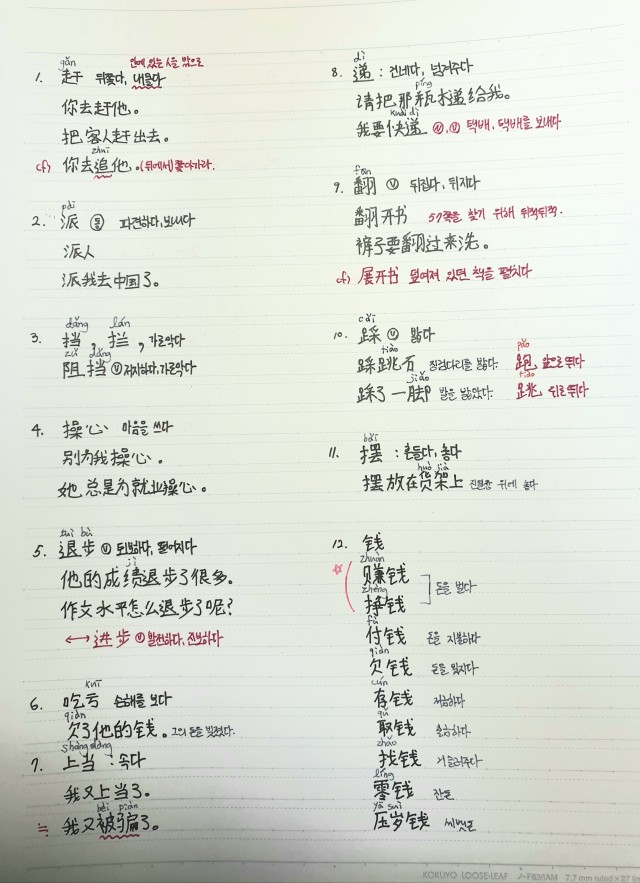 gǎn 안에 있는 사람 밖으로
1. 赶 뒤쫓다, 내몰다
你去赶他。
把客人赶出去。
zhuī
cf) 你去追他。(뒤에서) 쫓아가라.
pài
2. 派 동 파견하다, 보내다
派人
派我去中国了。
dǎng lán
3. 挡, 拦, 가로막다
zǔ dǎng
阻挡 ⓥ 저지하다, 가로막다
4. 操心 마음을 쓰다
别为我操心。
她总是为就业操心。
tuì bù
5. 退步 ⓥ 퇴보하다, 떨어지다
jì
他的成绩退步了很多。
作文水平怎么退步了呢?
↔ 进步 ⓥ 발전하다, 진보하다
kuī
6. 吃亏 손해를 보다
qiàn
欠了他的钱。 그의 돈을 빚졌다.
shàng dàng
7. 上当 : 속다
我又上当了。
bèi piàn
≒ 我又被骗了。
dì
8. 递 : 건네다, 넘겨주다
píng
请把那瓶水递给我。
kuài dì
我要快递 ⓝ,ⓥ 택배, 택배를 보내다
fān
9. 翻 ⓥ 뒤집다, 뒤지다
翻开书 57쪽을 찾기 위해 뒤적뒤적.
裤子要翻过来洗。
cf) 展开书 덮여져 있던 책을 펼치다
cǎi
10. 踩 ⓥ 밟다
tiào pǎo
踩跳石 징검다리를 밟다. 跑 앞으로 뛰다
jiǎo tiào
踩了一脚 발을 밟았다. 跳 위로 뛰다
bǎi
11. 摆 : 흔들다, 놓다
huò jià
摆放在货架上 진열장 위에 놓다
12. 钱
zhuàn
☆ 赚钱 돈을 벌다
zhèng
挣钱
fù
付钱 돈을 지불하다
qiàn
欠钱 돈을 빚지다
cún
存钱 저금하다
qǔ
取钱 출금하다
zhǎo
找钱 거슬러주다
líng
零钱 잔돈
yā suì
压岁钱 세뱃돈
KOKUYO LOOSE-LEAF ノ-F836AM 7.7 mm ruled × 27